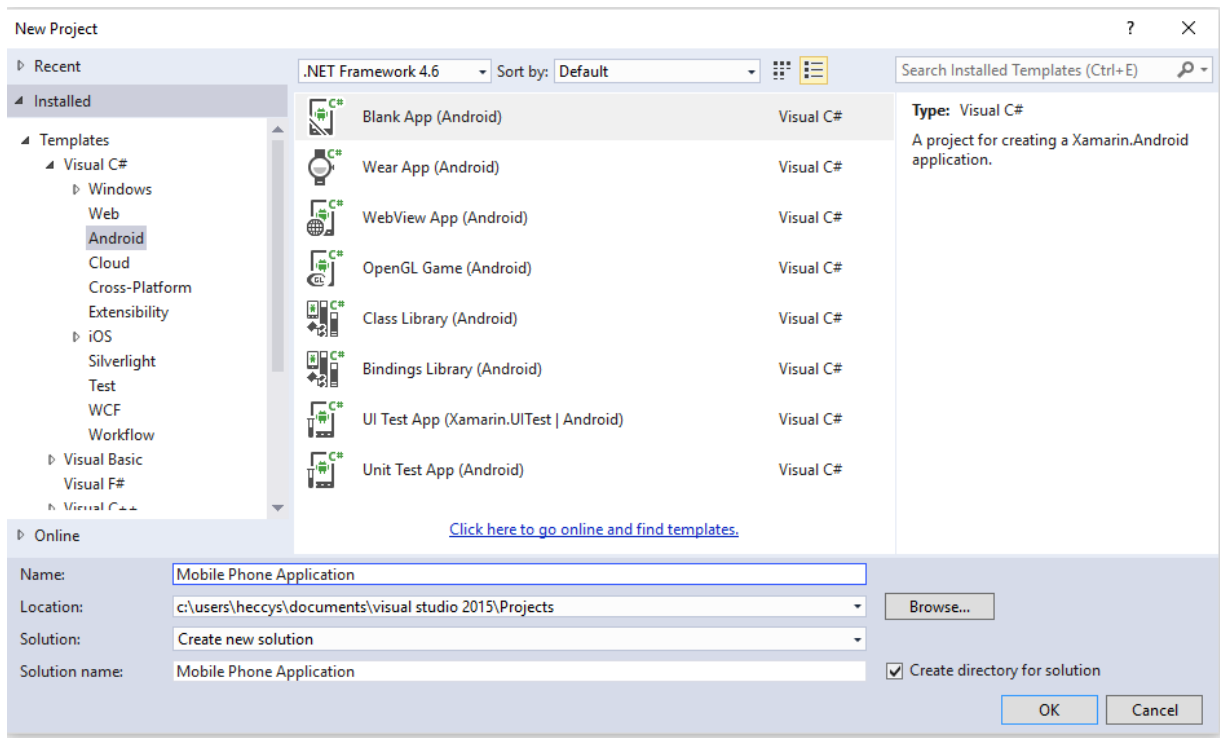 New Project
?
Recent
Installed
Templates
Visual C#
Windows
Web
Android
Cloud
Cross-Platform
Extensibility
iOS
Silverlight
Test
WCF
Workflow
Visual Basic
Visual F#
Visual C++
Online
.NET Framework 4.6 Sort by: Default
C# Blank App (Android) Visual C#
C# Wear App (Android) Visual C#
C# WebView App (Android) Visual C#
C# GL OpenGL Game (Android) Visual C#
C# Class Library (Android) Visual C#
C# Bindings Library (Android) Visual C#
C# UI Test App (Xamarin.UITest | Android) Visual C#
C# Unit Test App (Android) Visual C#
Click here to go online and find templates.
Search Installed Templates (Ctrl+E)
Type: Visual C#
A project for creating a Xamarin.Android
application.
Name: Mobile Phone Application
Location: c:\users\heccys\documents\visual studio 2015\Projects Browse...
Solution: Create new solution
Solution name: Mobile Phone Application Create directory for solution
OK Cancel